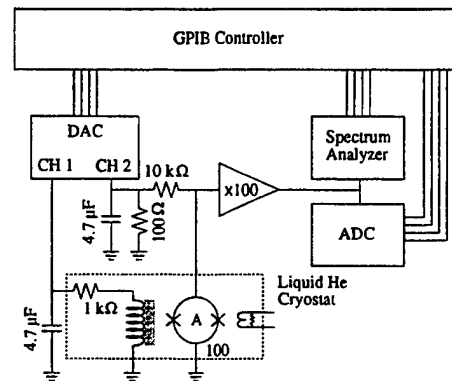 GPIB Controller
DAC
CH 1
CH 2
Spectrum
Analyzer
10 kΩ
x100
4.7 μF
100 Ω
ADC
Liquid He
Cryostat
1 kΩ
4.7 μF
A
100